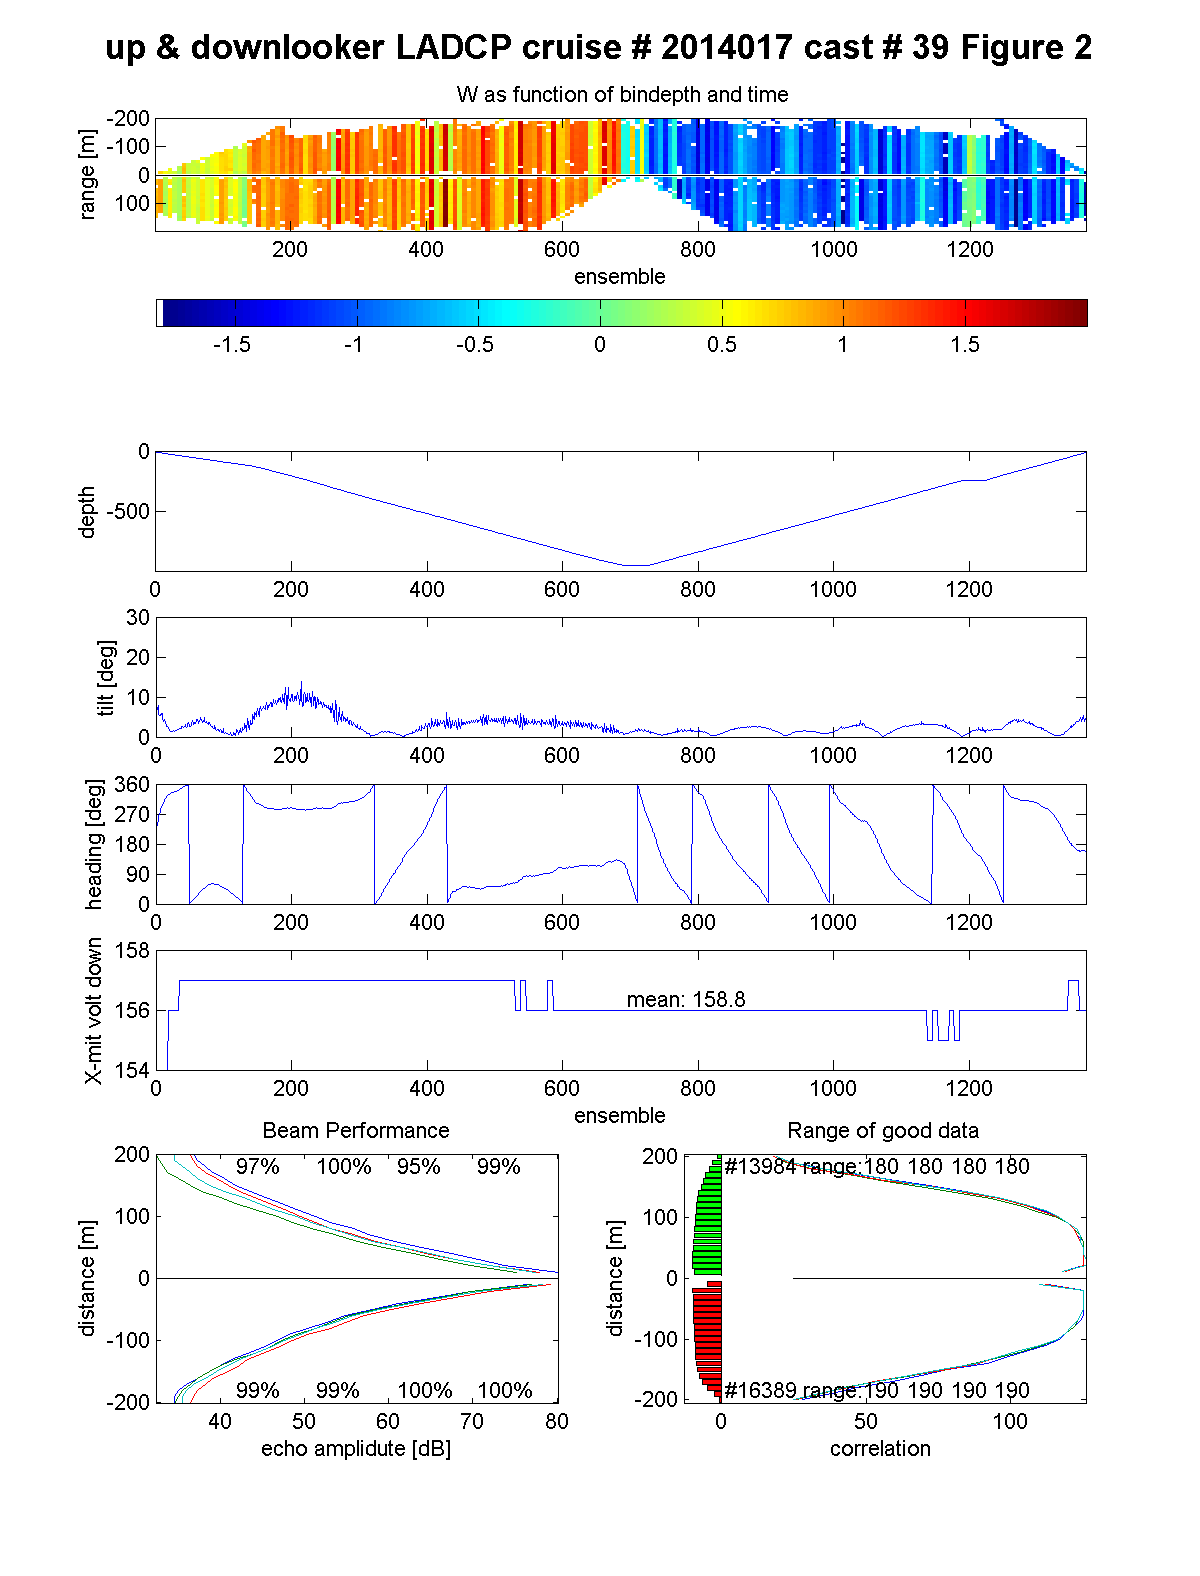 up & downlooker LADCP cruise # 2014017 cast # 39 Figure 2
W as function of bindepth and time
range [m]
-200
-100
0
100
200 400 600 800 1000 1200
ensemble
-1.5 -1 -0.5 0 0.5 1 1.5
depth
0
-500
0 200 400 600 800 1000 1200
tilt [deg]
30
20
10
0
0 200 400 600 800 1000 1200
heading [deg]
360
270
180
90
0
0 200 400 600 800 1000 1200
X-mit volt down
158
156
154
mean: 158.8
0 200 400 600 800 1000 1200
ensemble
Beam Performance
distance [m]
200
100
0
-100
-200
97% 100% 95% 99%
99% 99% 100% 100%
40 50 60 70 80
echo amplidute [dB]
Range of good data
distance [m]
200
100
0
-100
-200
#13984 range: 180 180 180 180
#16389 range: 190 190 190 190
0 50 100
correlation